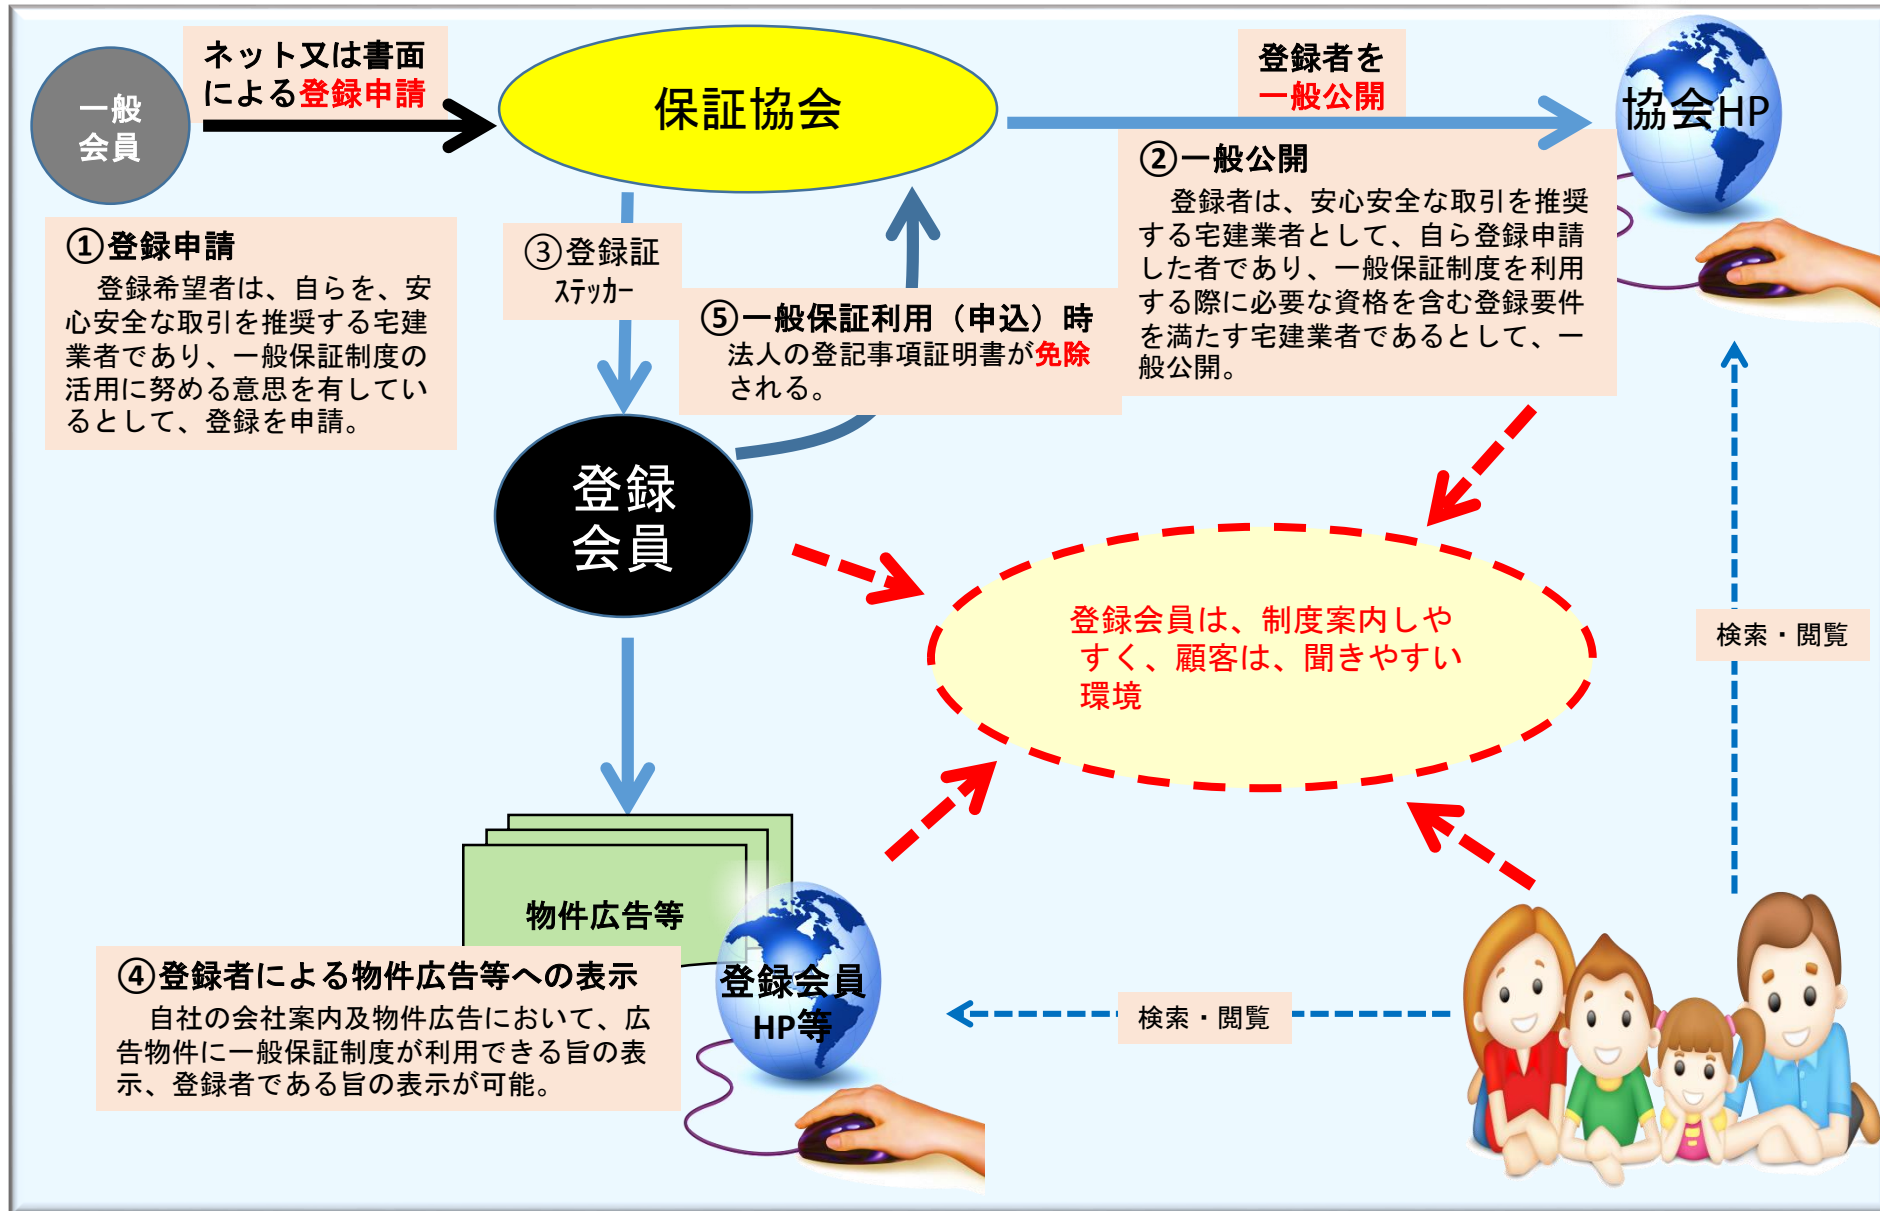 一般
会員
ネット又は書面
による登録申請
保証協会
登録者を
一般公開
協会HP
①登録申請
登録希望者は、自らを、安
心安全な取引を推奨する宅建
業者であり、一般保証制度の
活用に努める意思を有してい
るとして、登録を申請。
②一般公開
登録者は、安心安全な取引を推奨
する宅建業者として、自ら登録申請
した者であり、一般保証制度を利用
する際に必要な資格を含む登録要件
を満たす宅建業者であるとして、一
般公開。
③登録証
ｽﾃｯｶｰ
⑤一般保証利用（申込）時
法人の登記事項証明書が免除
される。
登録
会員
登録会員は、制度案内しや
すく、顧客は、聞きやすい
環境
検索・閲覧
物件広告等
④登録者による物件広告等への表示
自社の会社案内及物件広告において、広
告物件に一般保証制度が利用できる旨の表
示、登録者である旨の表示が可能。
登録会員
HP等
検索・閲覧